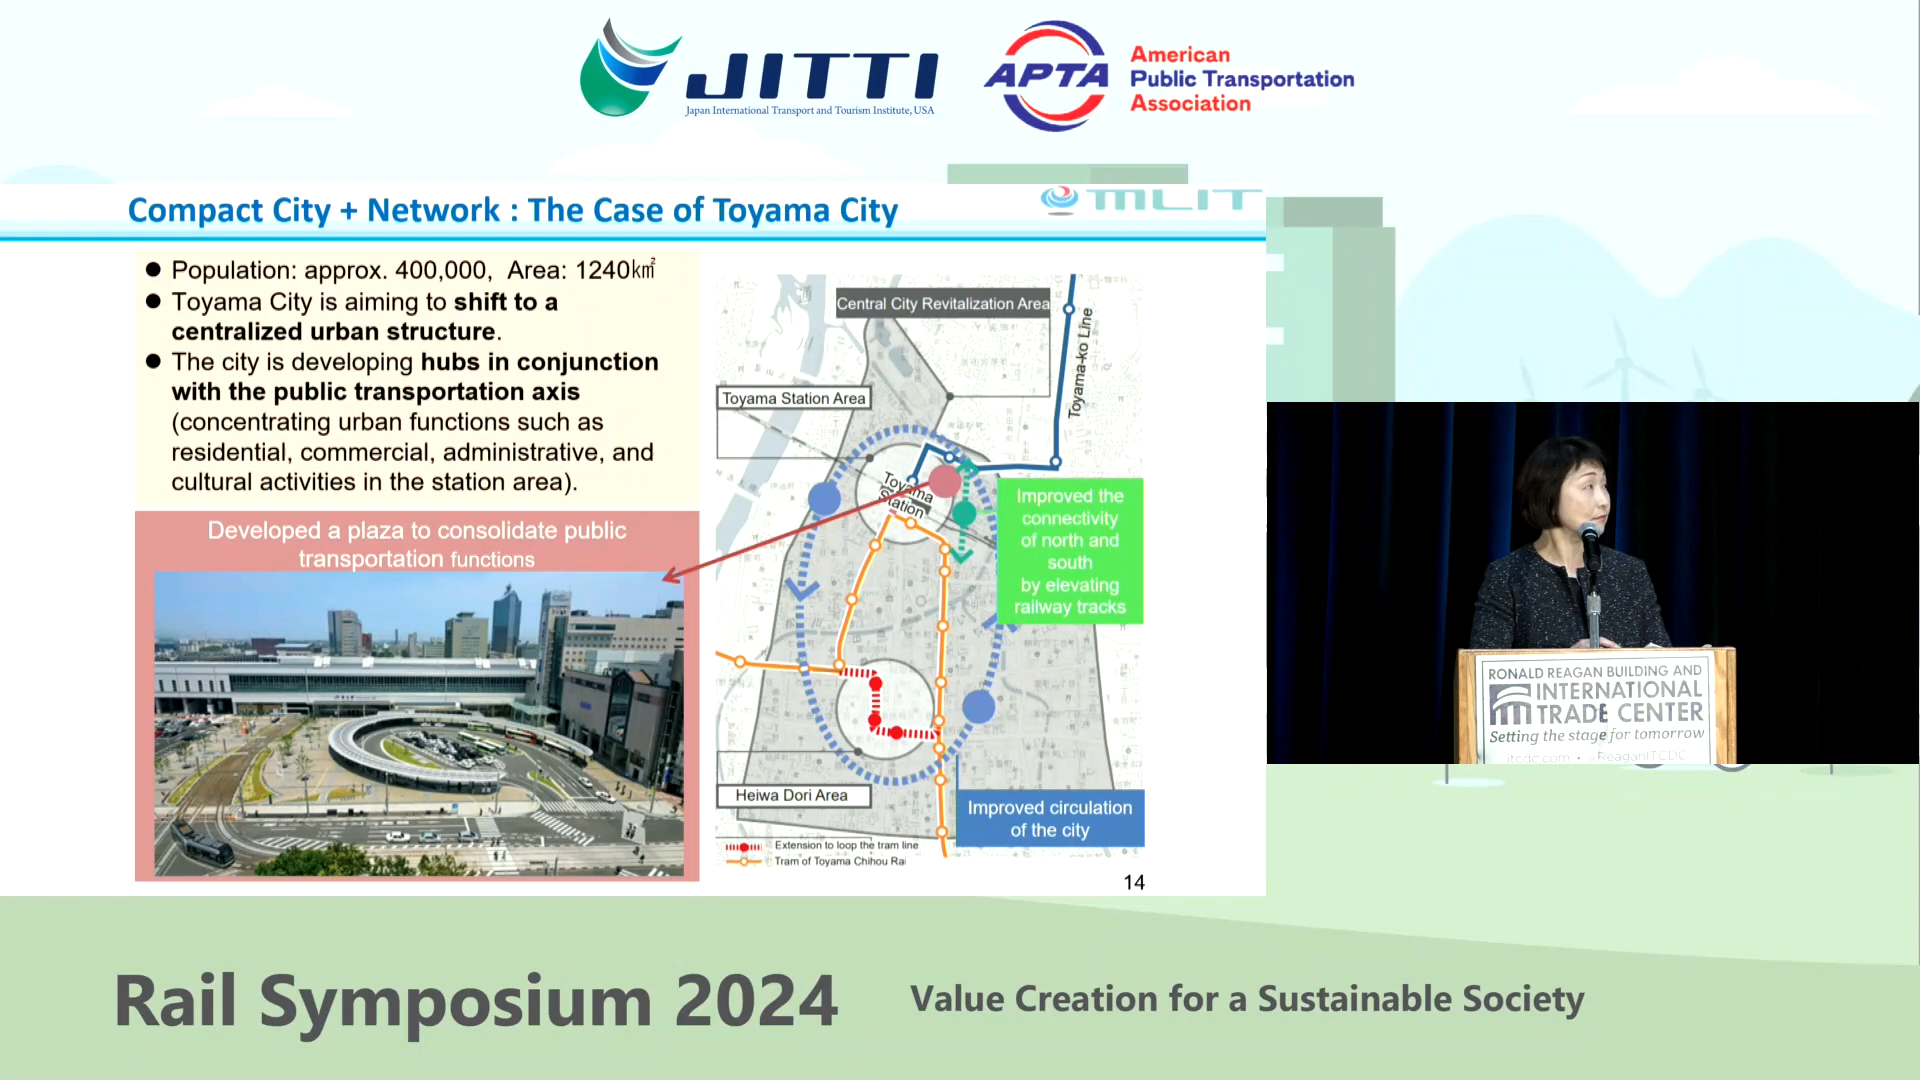 JITTI
Japan International Transport and Tourism Institute, USA
APTA
American
Public Transportation
Association
Compact City + Network : The Case of Toyama City
MLIT
● Population: approx. 400,000, Area: 1240㎢
● Toyama City is aiming to shift to a
centralized urban structure.
● The city is developing hubs in conjunction
with the public transportation axis
(concentrating urban functions such as
residential, commercial, administrative, and
cultural activities in the station area).
Developed a plaza to consolidate public
transportation functions
Central City Revitalization Area
Toyama-ko Line
Toyama Station Area
Toyama
Station
Improved the
connectivity
of north and
south
by elevating
railway tracks
Heiwa Dori Area
Improved circulation
of the city
Extension to loop the tram line
Tram of Toyama Chihou Rai
14
RONALD REAGAN BUILDING AND
INTERNATIONAL
TRADE CENTER
Setting the stage for tomorrow
itcdc.com • ReaganITCDC
Rail Symposium 2024
Value Creation for a Sustainable Society